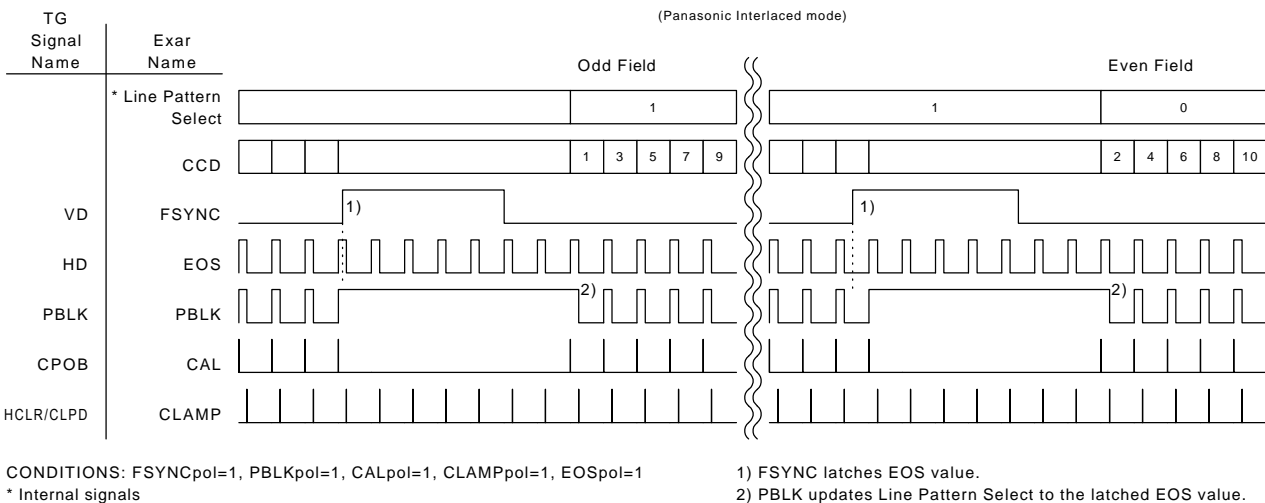 (Panasonic Interlaced mode)
TG
Signal
Name
Exar
Name
Odd Field
Even Field
* Line Pattern
Select
1
1
0
CCD
1 3 5 7 9
2 4 6 8 10
VD FSYNC 1) 1)
HD EOS
PBLK PBLK 2) 2)
CPOB CAL
HCLR/CLPD CLAMP
CONDITIONS: FSYNCpol=1, PBLKpol=1, CALpol=1, CLAMPpol=1, EOSpol=1
* Internal signals
1) FSYNC latches EOS value.
2) PBLK updates Line Pattern Select to the latched EOS value.